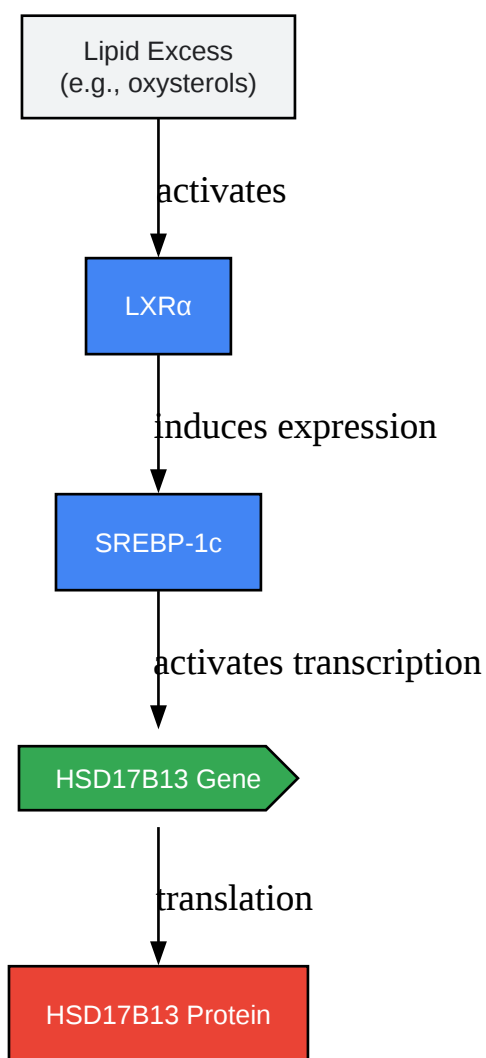 Lipid Excess
(e.g., oxysterols)
activates
LXRα
induces expression
SREBP-1c
activates transcription
HSD17B13 Gene
translation
HSD17B13 Protein